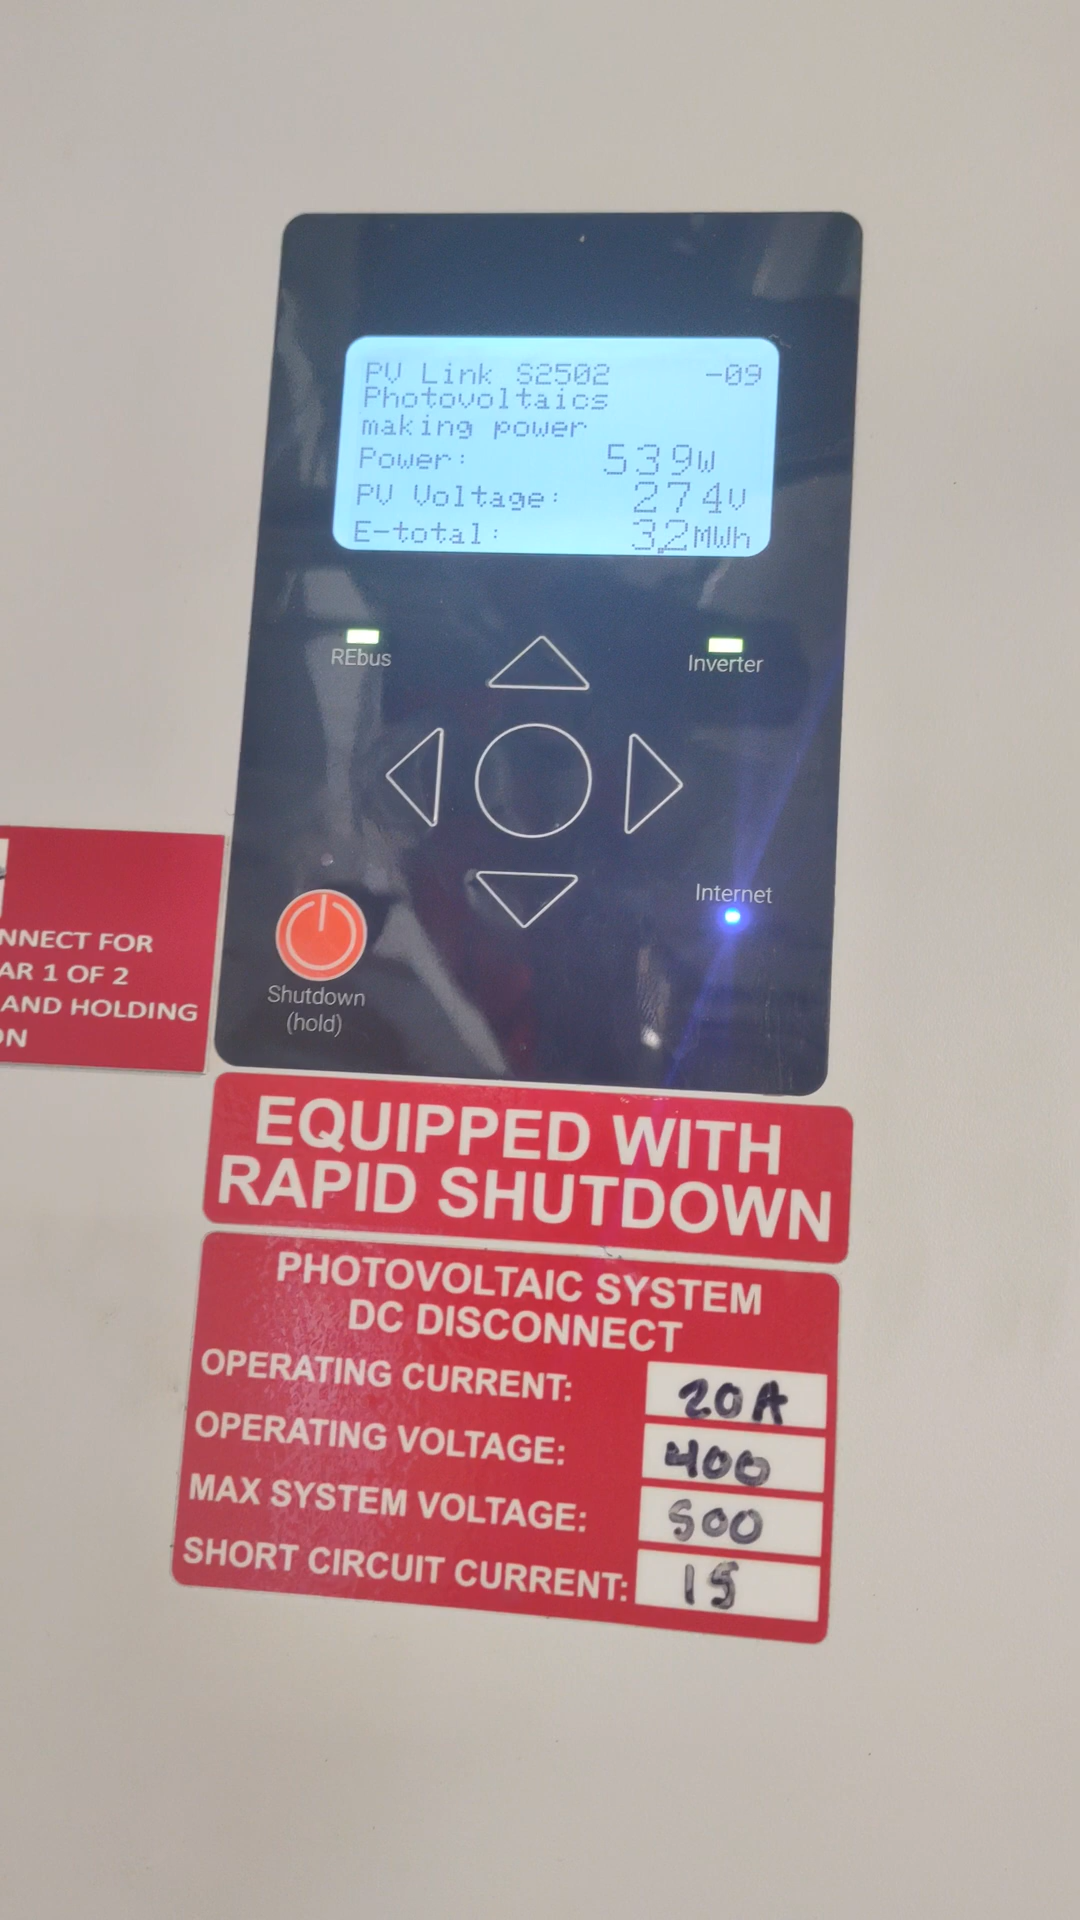 PV Link S2502 -09
Photovoltaics
making power
Power: 539W
PV Voltage: 274V
E-total: 3.2MWh
REbus
Inverter
Internet
Shutdown
(hold)
NNECT FOR
AR 1 OF 2
AND HOLDING
ON
EQUIPPED WITH
RAPID SHUTDOWN
PHOTOVOLTAIC SYSTEM
DC DISCONNECT
OPERATING CURRENT: 20A
OPERATING VOLTAGE: 400
MAX SYSTEM VOLTAGE: 500
SHORT CIRCUIT CURRENT: 15